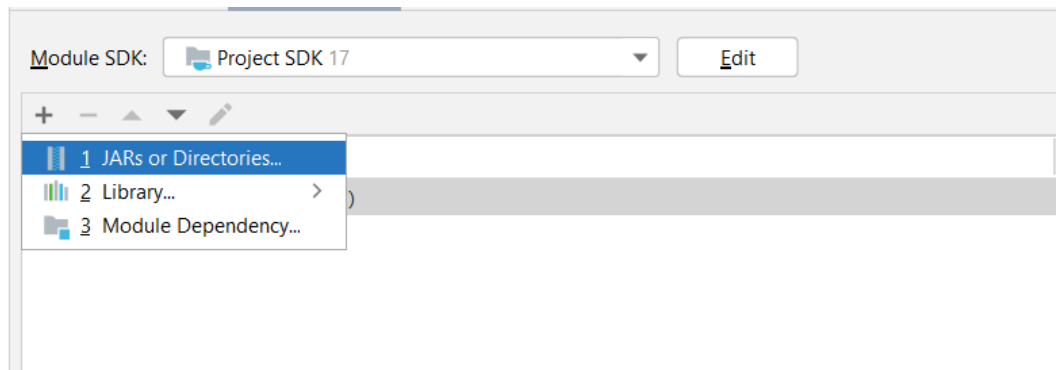 Module SDK: Project SDK 17 Edit
1 JARs or Directories...
2 Library...
)
3 Module Dependency...